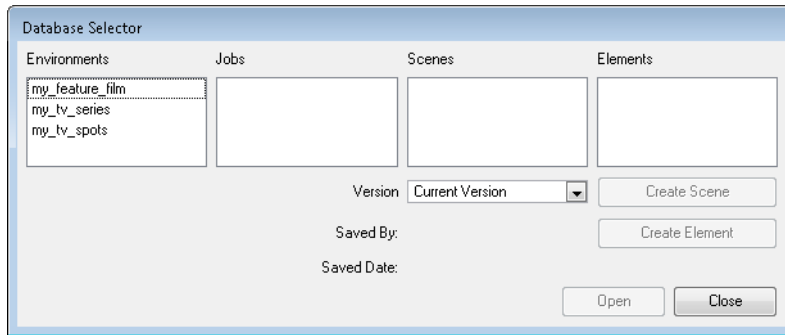 Database Selector
Environments Jobs Scenes Elements
my_feature_film
my_tv_series
my_tv_spots
Version Current Version Create Scene
Saved By: Create Element
Saved Date:
Open Close